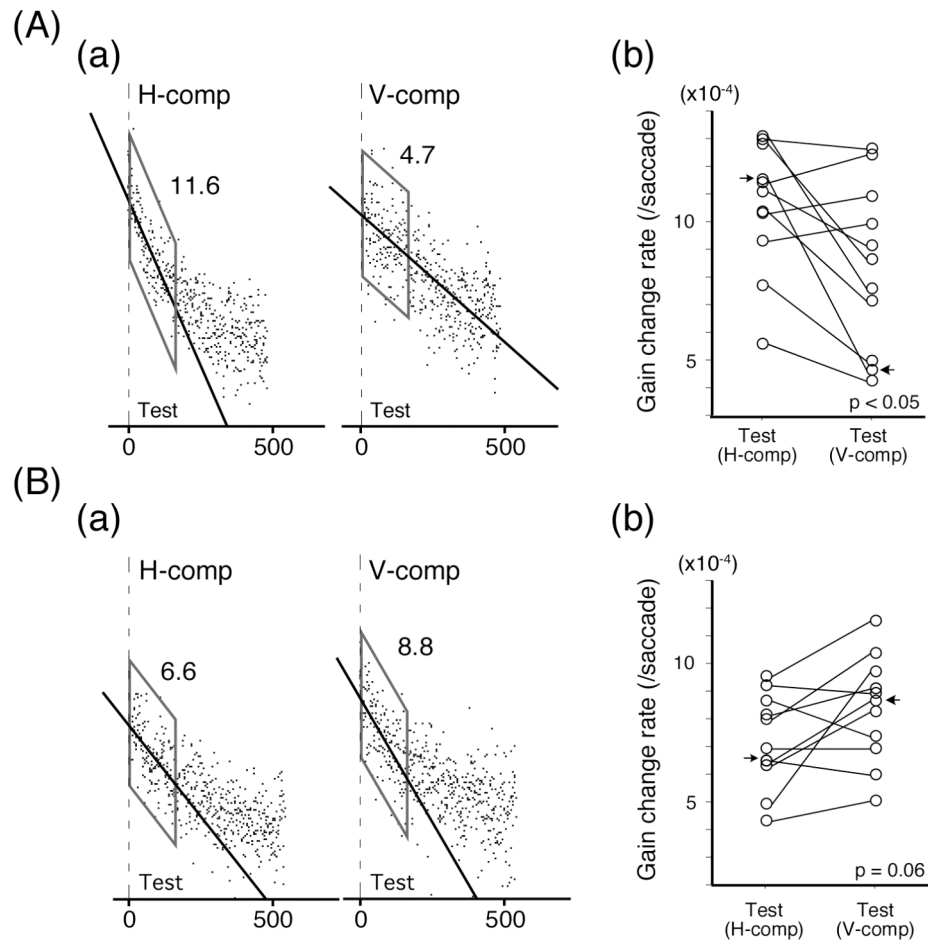 (A)
(a)
H-comp
11.6
Test
0
500
V-comp
4.7
Test
0
500
(b)
(x10⁻⁴)
Gain change rate (/saccade)
10
5
p < 0.05
Test
(H-comp)
Test
(V-comp)
(B)
(a)
H-comp
6.6
Test
0
500
V-comp
8.8
Test
0
500
(b)
(x10⁻⁴)
Gain change rate (/saccade)
10
5
p = 0.06
Test
(H-comp)
Test
(V-comp)